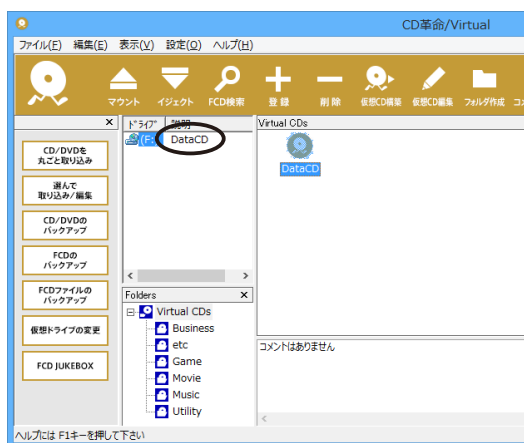 CD革命/Virtual
ファイル(F) 編集(E) 表示(V) 設定(O) ヘルプ(H)
マウント イジェクト FCD検索 登 録 削 除 仮想CD構築 仮想CD編集 フォルダ作成
CD/DVDを
丸ごと取り込み
選んで
取り込み/編集
CD/DVDの
バックアップ
FCDの
バックアップ
FCDファイルの
バックアップ
仮想ドライブの変更
FCD JUKEBOX
ドライブ 説明
(F:) DataCD
Folders
Virtual CDs
Business
etc
Game
Movie
Music
Utility
Virtual CDs
DataCD
コメントはありません
ヘルプには F1キーを押して下さい